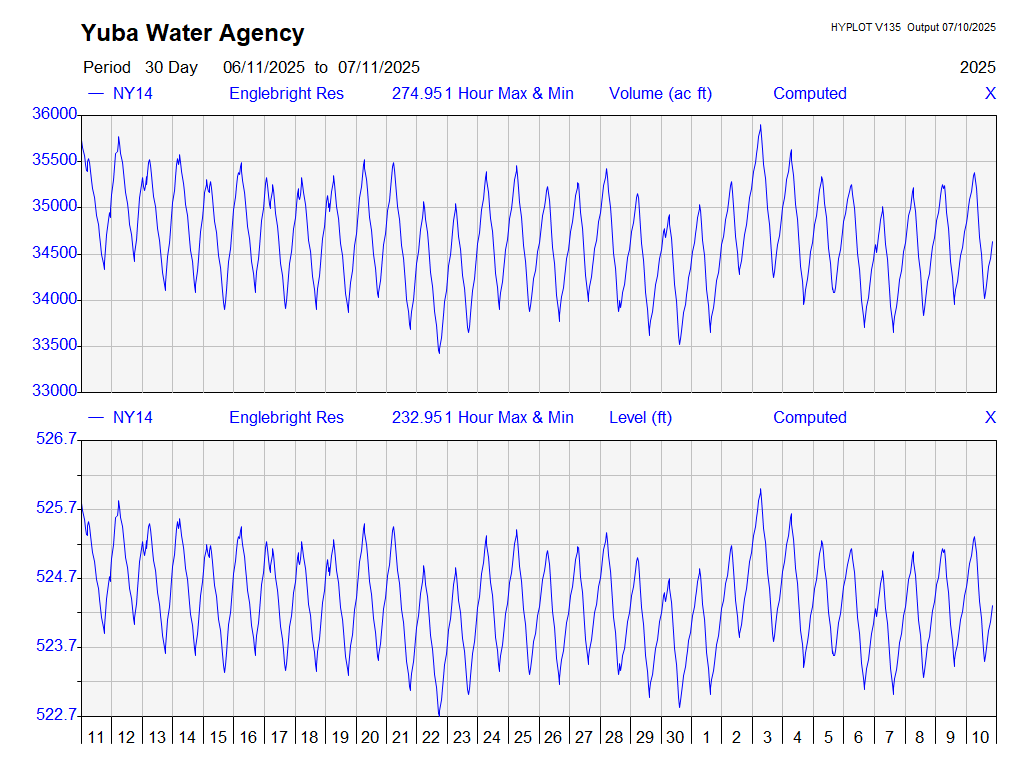 Yuba Water Agency
HYPLOT V135 Output 07/10/2025
Period 30 Day 06/11/2025 to 07/11/2025 2025
NY14 Englebright Res 274.951 Hour Max & Min Volume (ac ft) Computed X
36000
35500
35000
34500
34000
33500
33000
NY14 Englebright Res 232.951 Hour Max & Min Level (ft) Computed X
526.7
525.7
524.7
523.7
522.7
11 12 13 14 15 16 17 18 19 20 21 22 23 24 25 26 27 28 29 30 1 2 3 4 5 6 7 8 9 10